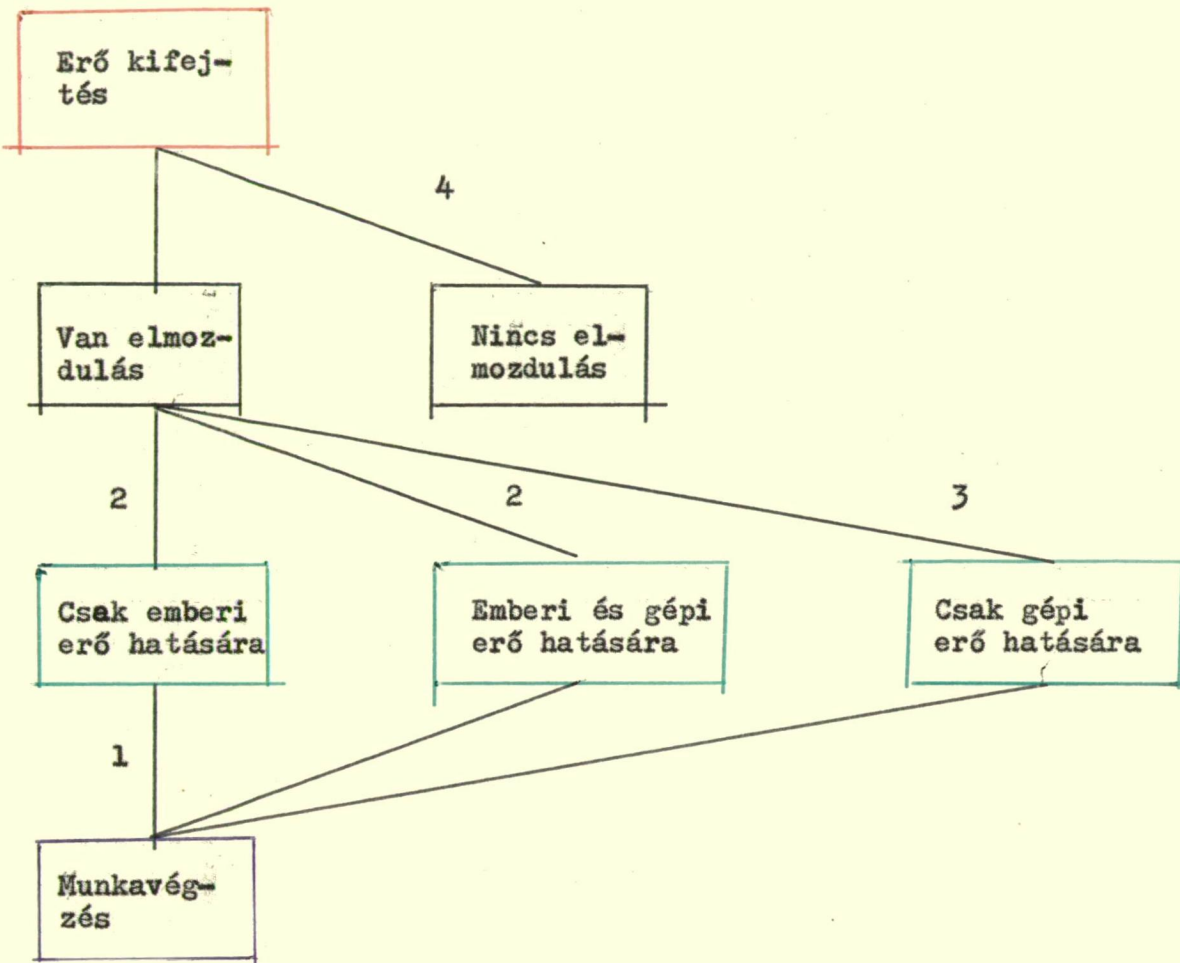 Erő kifej-
tés
4
Van elmoz-
dulás
Nincs el-
mozdulás
2
2
3
Csak emberi
erő hatására
Emberi és gépi
erő hatására
Csak gépi
erő hatására
1
Munkavég-
zés